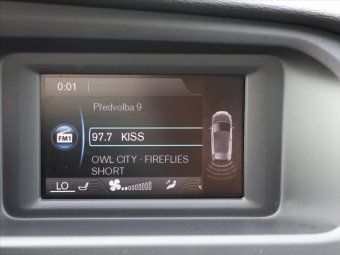 0:01
Předvolba 9
FM1
97.7 KISS
OWL CITY - FIREFLIES
SHORT
LO